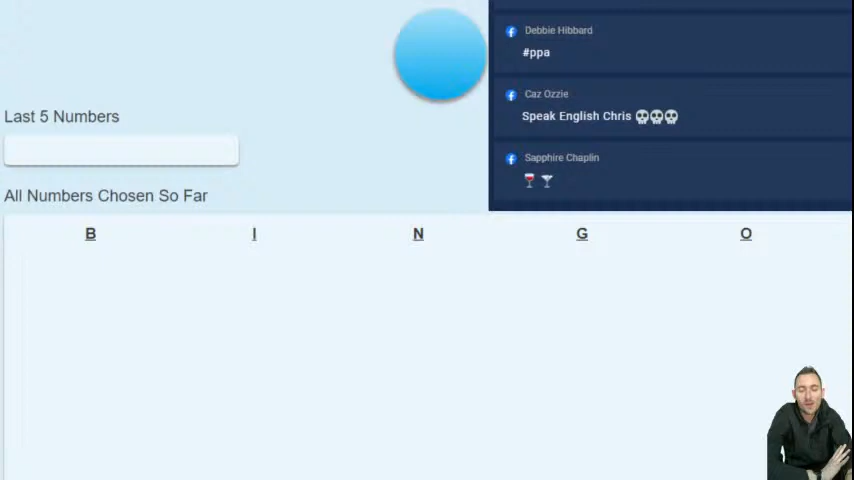 Debbie Hibbard
#ppa
Caz Ozzie
Speak English Chris 💀💀💀
Sapphire Chaplin
🍷🍸
Last 5 Numbers
All Numbers Chosen So Far
B I N G O